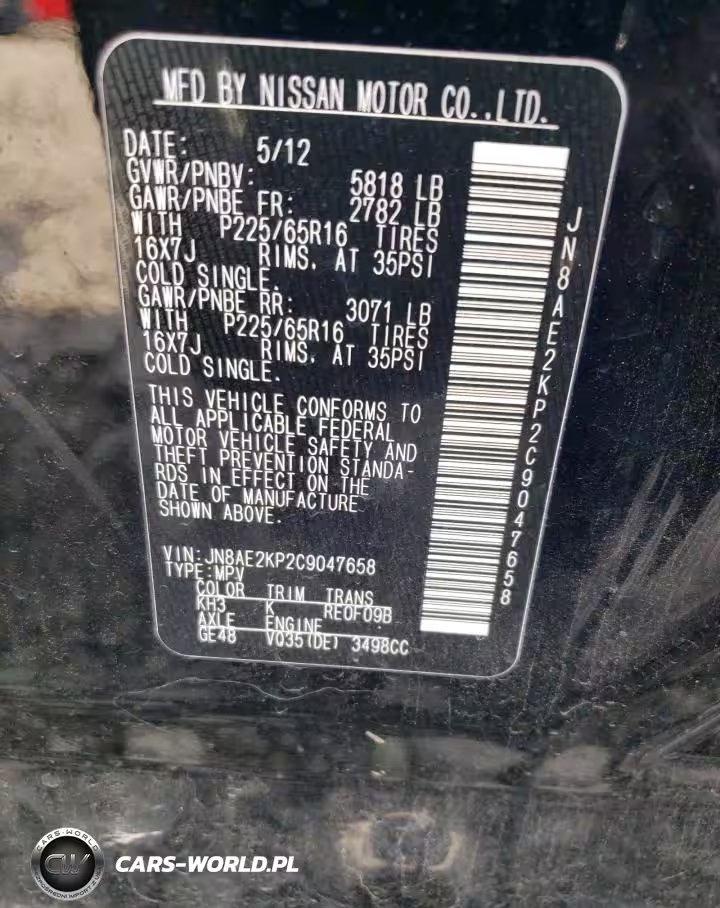 MFD BY NISSAN MOTOR CO.,LTD.
DATE: 5/12
GVWR/PNBV: 5818 LB
GAWR/PNBE FR: 2782 LB
WITH P225/65R16 TIRES
16X7J RIMS. AT 35PSI
COLD SINGLE.
GAWR/PNBE RR: 3071 LB
WITH P225/65R16 TIRES
16X7J RIMS. AT 35PSI
COLD SINGLE.
THIS VEHICLE CONFORMS TO
ALL APPLICABLE FEDERAL
MOTOR VEHICLE SAFETY AND
THEFT PREVENTION STANDA-
RDS IN EFFECT ON THE
DATE OF MANUFACTURE
SHOWN ABOVE.
VIN:JN8AE2KP2C9047658
TYPE:MPV
COLOR TRIM TRANS
KH3 K RE0F09B
AXLE ENGINE
GE48 VQ35(DE) 3498CC
JN8AE2KP2C9047658
CARS-WORLD
CW
CARS-WORLD.PL